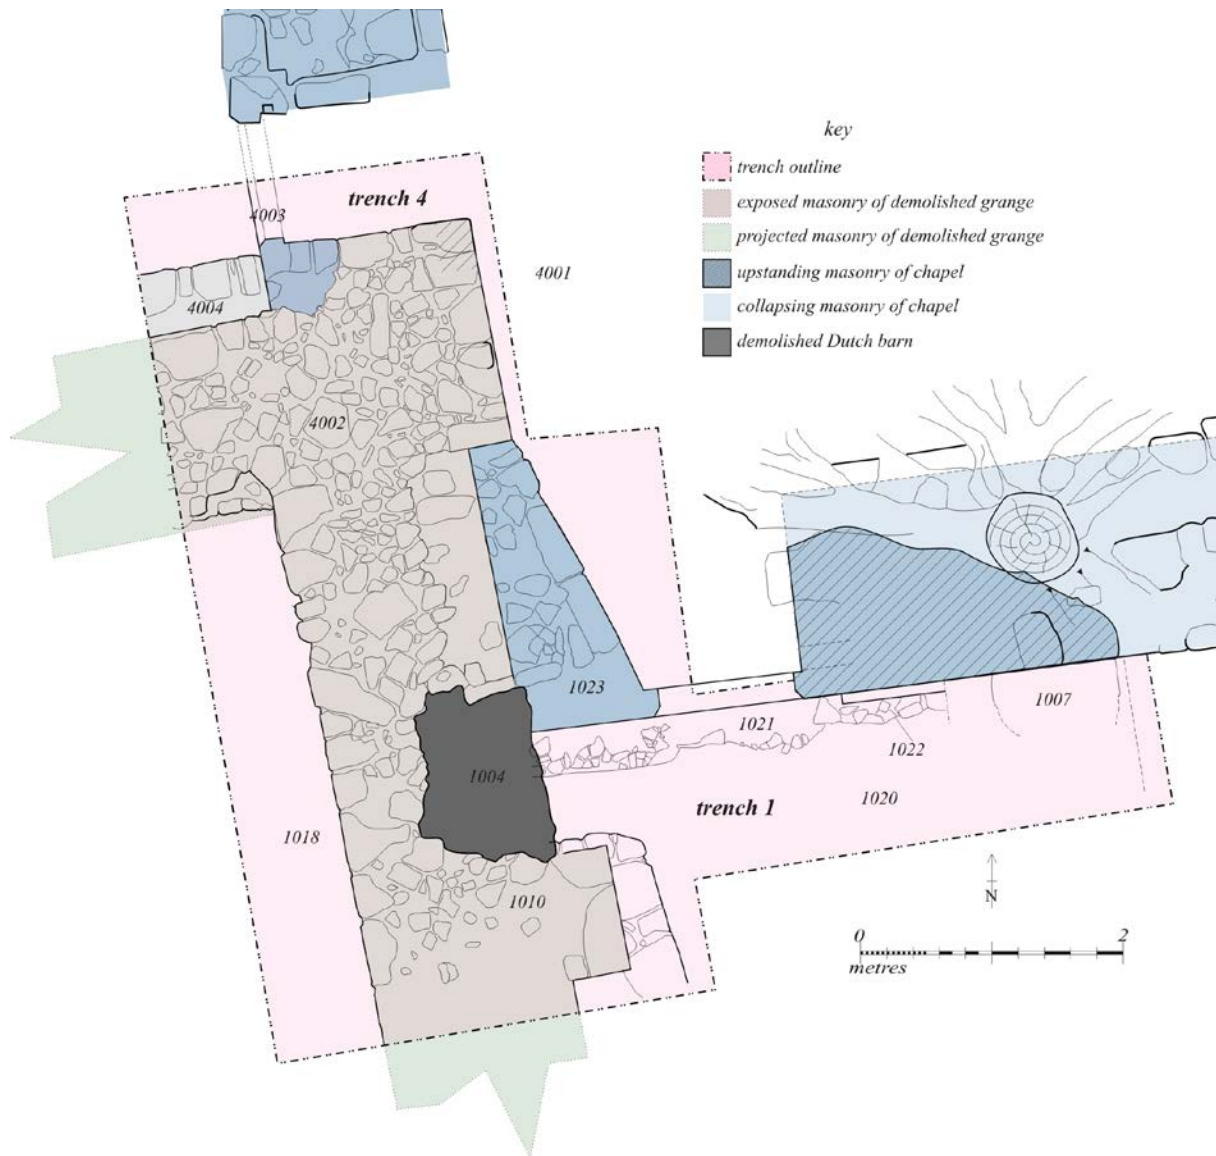 key
trench outline
exposed masonry of demolished grange
projected masonry of demolished grange
upstanding masonry of chapel
collapsing masonry of chapel
demolished Dutch barn
trench 4
4003
4001
4004
4002
1023
1007
1021
1022
1004
1020
trench 1
1018
1010
N
0 2
metres